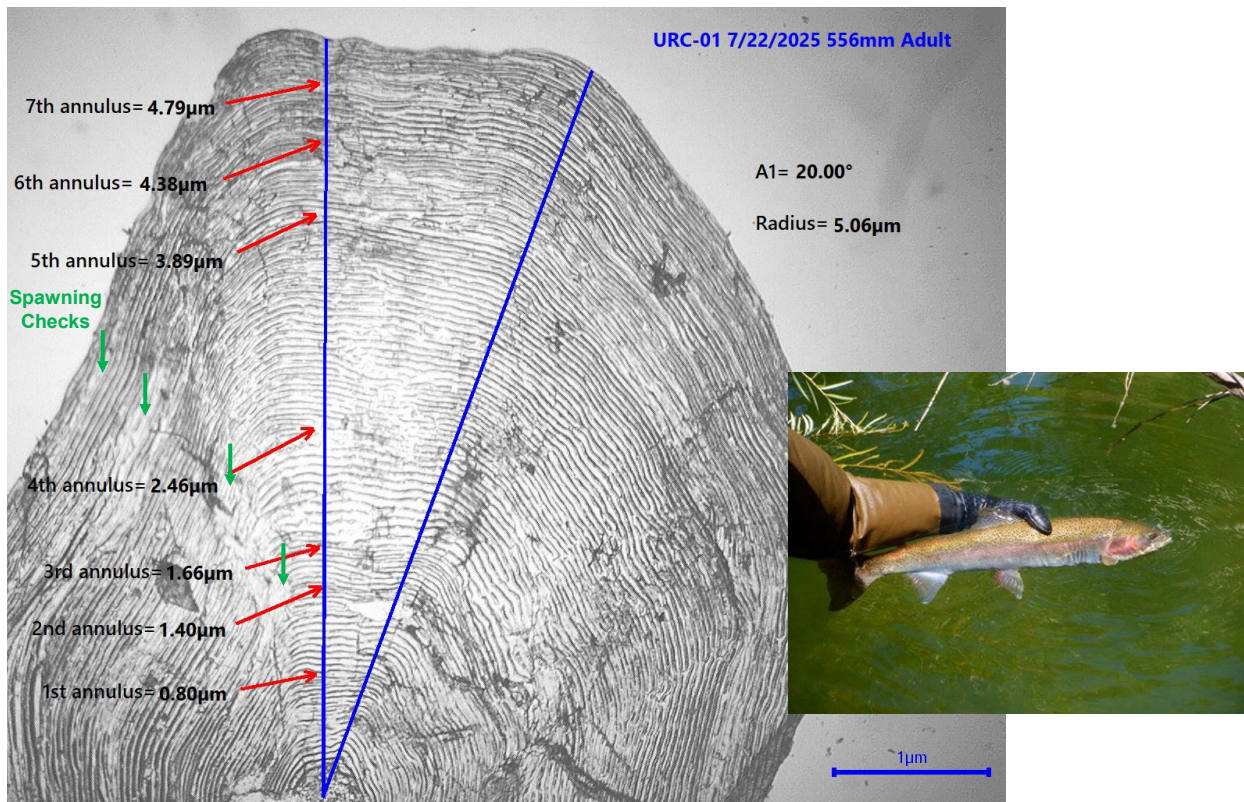 URC-01 7/22/2025 556mm Adult
7th annulus= 4.79µm
6th annulus= 4.38µm
A1= 20.00°
Radius= 5.06µm
5th annulus= 3.89µm
Spawning
Checks
4th annulus= 2.46µm
3rd annulus= 1.66µm
2nd annulus= 1.40µm
1st annulus= 0.80µm
1µm